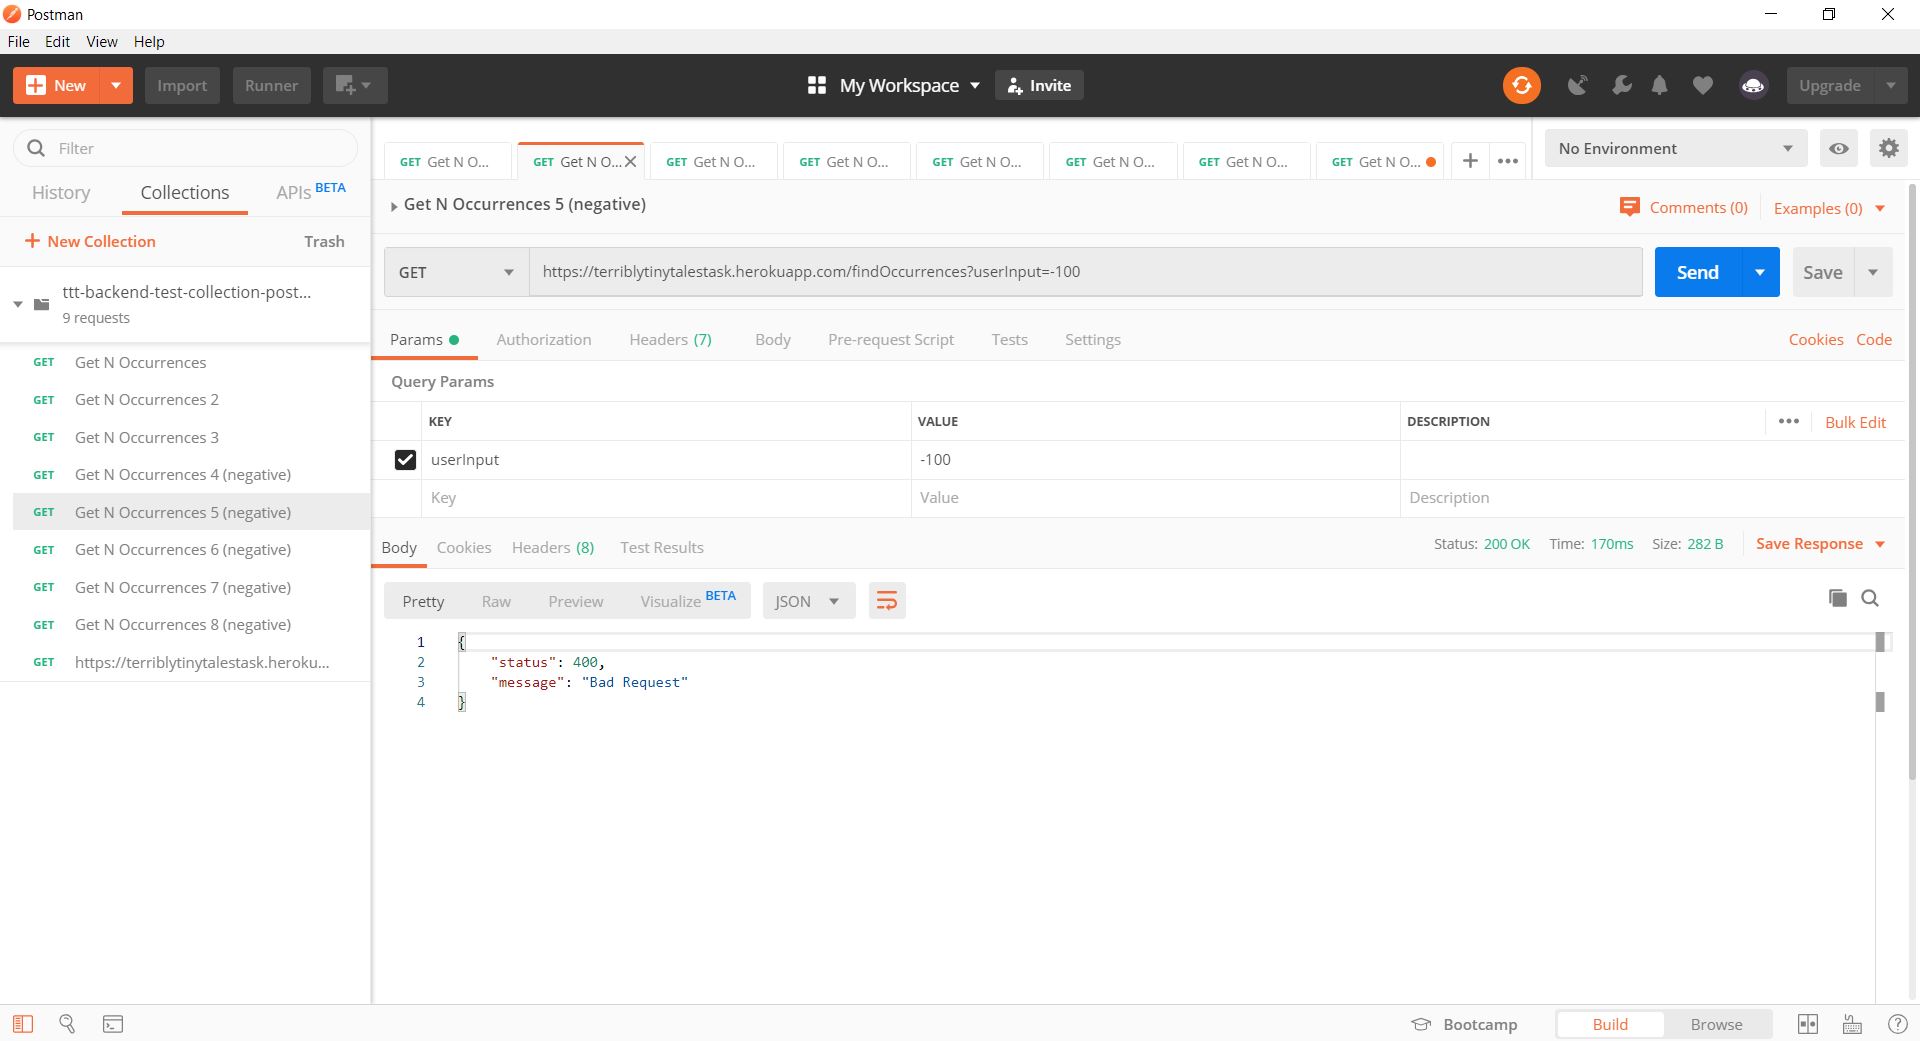 Postman
File Edit View Help
New Import Runner My Workspace Invite Upgrade
Filter
History Collections APIs BETA
New Collection Trash
ttt-backend-test-collection-post...
9 requests
GET Get N Occurrences
GET Get N Occurrences 2
GET Get N Occurrences 3
GET Get N Occurrences 4 (negative)
GET Get N Occurrences 5 (negative)
GET Get N Occurrences 6 (negative)
GET Get N Occurrences 7 (negative)
GET Get N Occurrences 8 (negative)
GET https://terriblytinytalestask.heroku...
GET Get N O... GET Get N O... GET Get N O... GET Get N O... GET Get N O... GET Get N O... GET Get N O... GET Get N O...
No Environment
Get N Occurrences 5 (negative)
Comments (0) Examples (0)
GET https://terriblytinytalestask.herokuapp.com/findOccurrences?userInput=-100 Send Save
Params Authorization Headers (7) Body Pre-request Script Tests Settings Cookies Code
Query Params
KEY VALUE DESCRIPTION Bulk Edit
userInput -100
Key Value Description
Body Cookies Headers (8) Test Results Status: 200 OK Time: 170ms Size: 282 B Save Response
Pretty Raw Preview Visualize BETA JSON
1 {
2 "status": 400,
3 "message": "Bad Request"
4 }
Bootcamp Build Browse